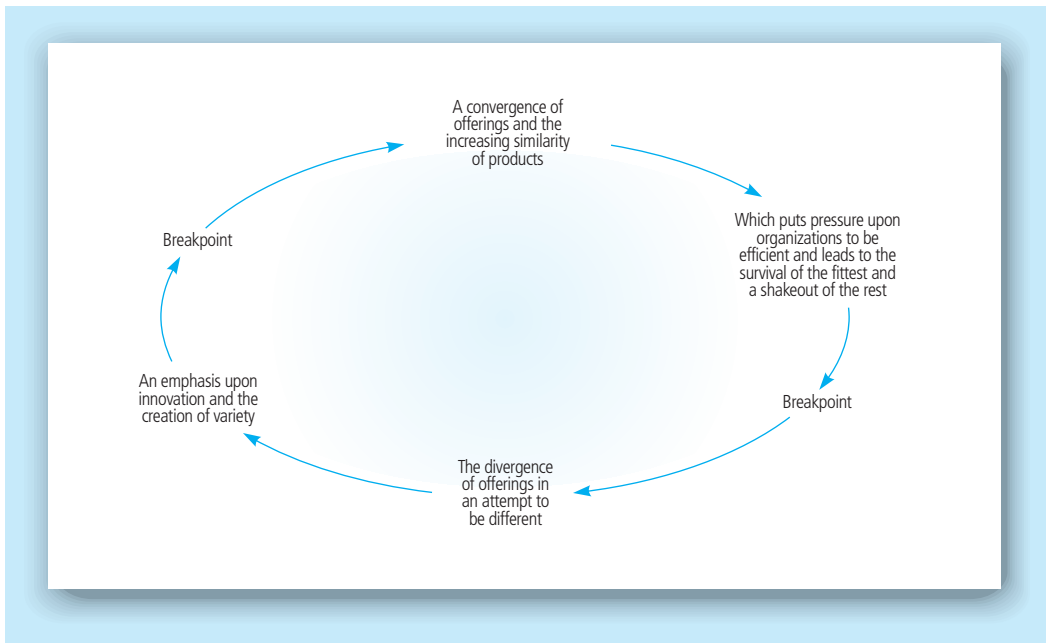 A convergence of
offerings and the
increasing similarity
of products
Which puts pressure upon
organizations to be
efficient and leads to the
survival of the fittest and
a shakeout of the rest
Breakpoint
The divergence
of offerings in
an attempt to
be different
An emphasis upon
innovation and the
creation of variety
Breakpoint